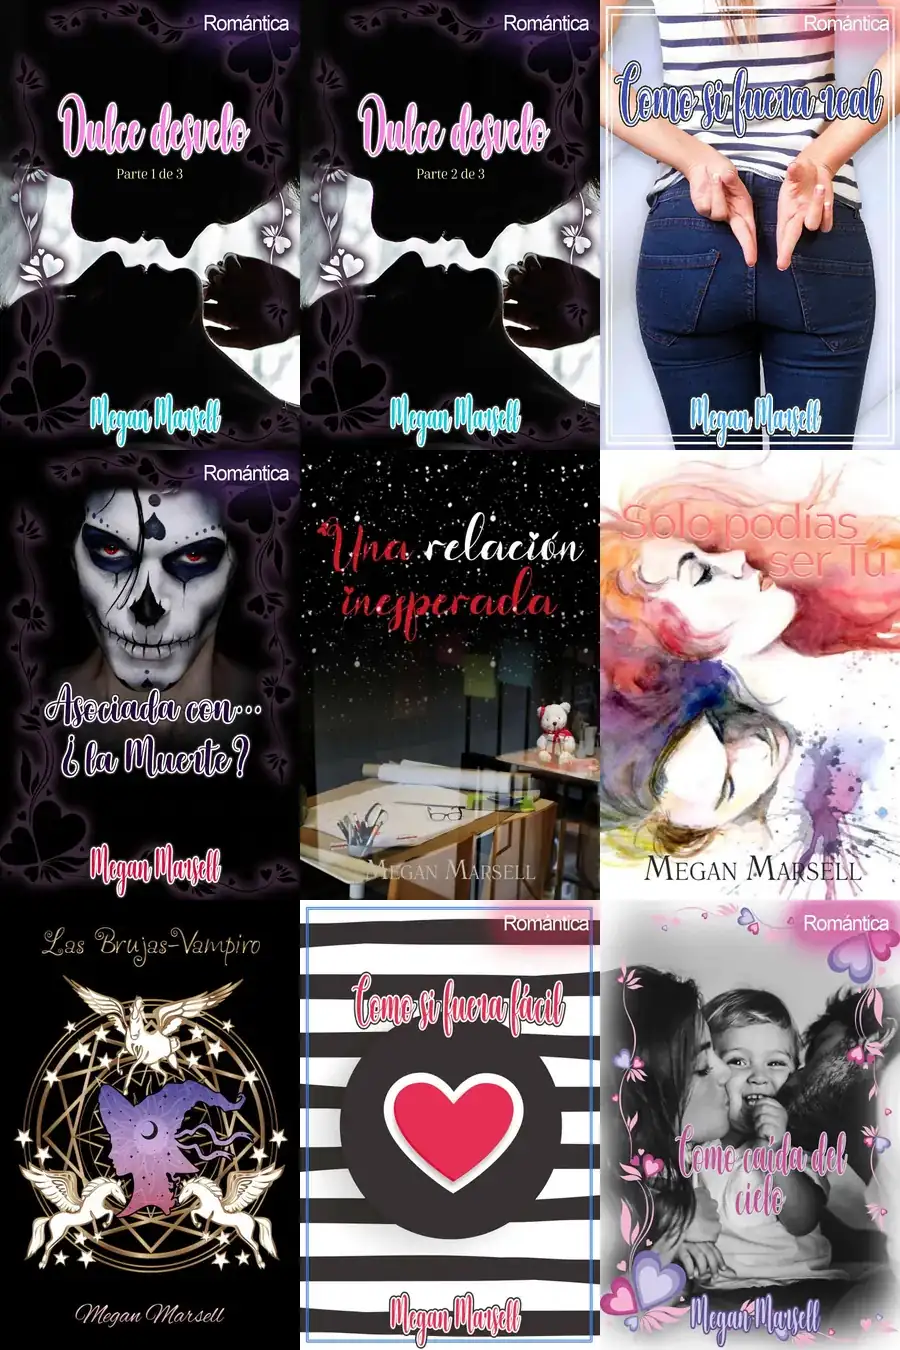 Romántica
Dulce desvelo
Parte 1 de 3
Megan Marsell
Romántica
Dulce desvelo
Parte 2 de 3
Megan Marsell
Romántica
Como si fuera real
Megan Marsell
Romántica
Asociada con...
¿la Muerte?
Megan Marsell
Una relación
inesperada
MEGAN MARSELL
Solo podías
ser Tú
MEGAN MARSELL
Las Brujas-Vampiro
Megan Marsell
Romántica
Como si fuera fácil
Megan Marsell
Romántica
Como caída del
cielo
Megan Marsell